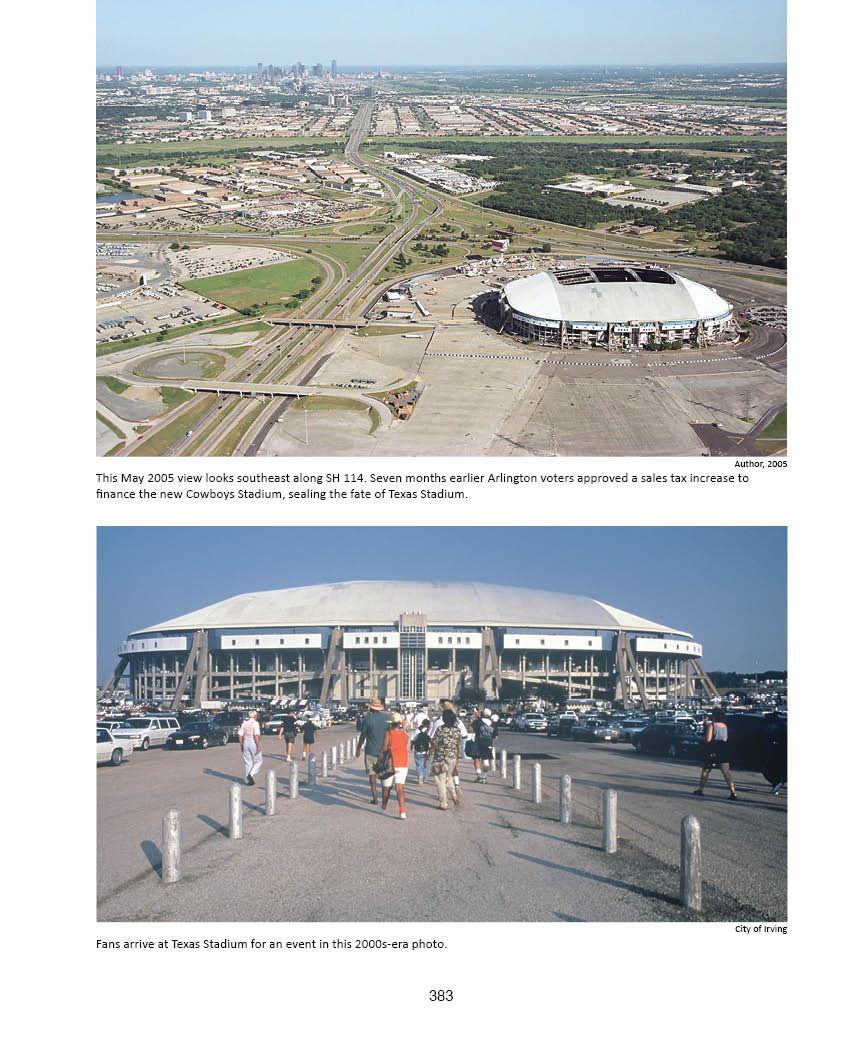 Author, 2005
This May 2005 view looks southeast along SH 114. Seven months earlier Arlington voters approved a sales tax increase to
finance the new Cowboys Stadium, sealing the fate of Texas Stadium.
City of Irving
Fans arrive at Texas Stadium for an event in this 2000s-era photo.
383